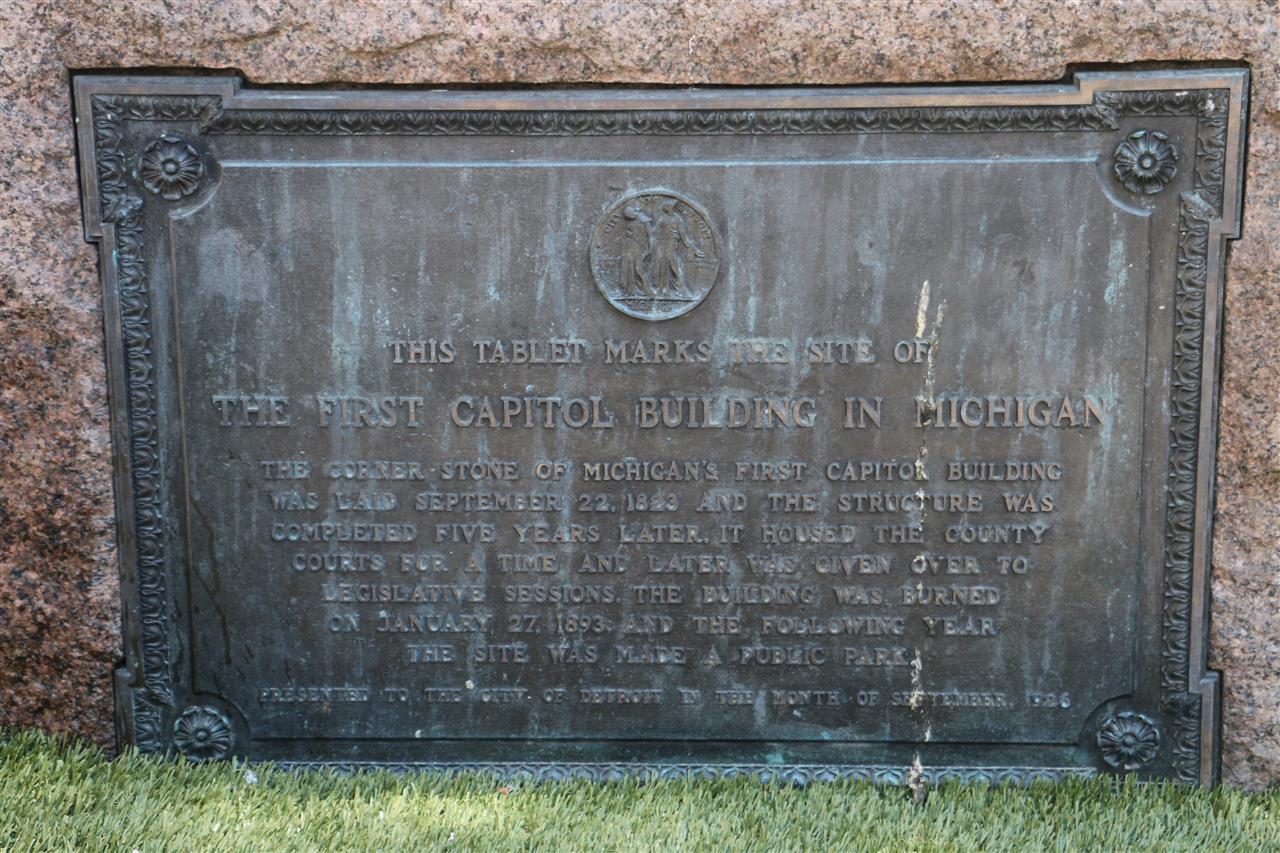 THIS TABLET MARKS THE SITE OF
THE FIRST CAPITOL BUILDING IN MICHIGAN
THE CORNER STONE OF MICHIGAN'S FIRST CAPITOL BUILDING
WAS LAID SEPTEMBER 22, 1823 AND THE STRUCTURE WAS
COMPLETED FIVE YEARS LATER. IT HOUSED THE COUNTY
COURTS FOR A TIME AND LATER WAS GIVEN OVER TO
LEGISLATIVE SESSIONS. THE BUILDING WAS BURNED
ON JANUARY 27, 1893 AND THE FOLLOWING YEAR
THE SITE WAS MADE A PUBLIC PARK.
PRESENTED TO THE CITY OF DETROIT IN THE MONTH OF SEPTEMBER, 1926